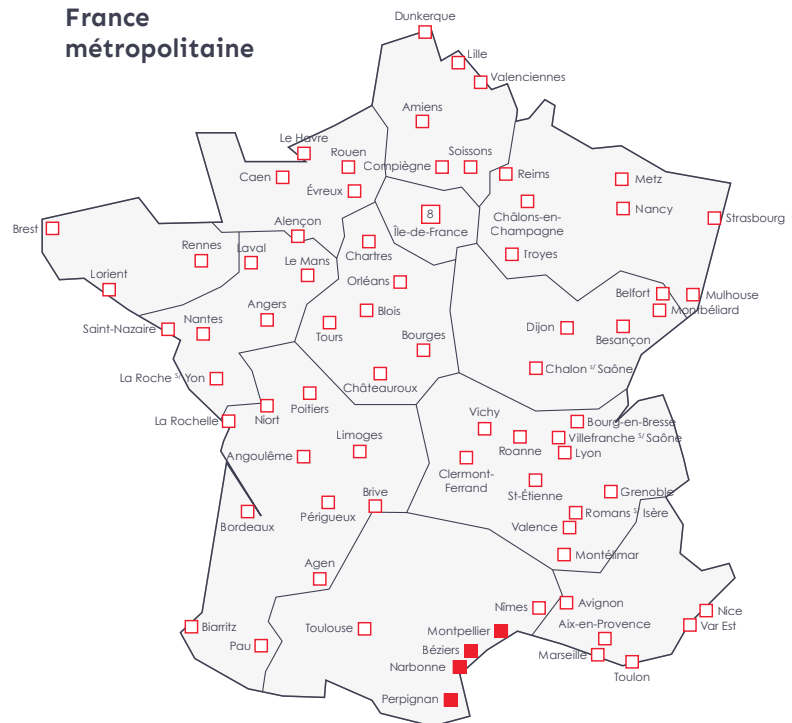 France
métropolitaine
Dunkerque
Lille
Valenciennes
Amiens
Le Havre
Rouen
Compiègne
Soissons
Reims
Caen
Évreux
Metz
Châlons-en-
Champagne
Nancy
8
Île-de-France
Strasbourg
Brest
Alençon
Chartres
Troyes
Rennes
Laval
Le Mans
Orléans
Lorient
Belfort
Mulhouse
Montbéliard
Angers
Blois
Saint-Nazaire
Nantes
Tours
Dijon
Besançon
Bourges
La Roche s/ Yon
Châteauroux
Chalon s/ Saône
La Rochelle
Niort
Poitiers
Vichy
Bourg-en-Bresse
Roanne
Villefranche s/ Saône
Lyon
Limoges
Angoulême
Clermont-
Ferrand
St-Étienne
Grenoble
Brive
Périgueux
Bordeaux
Romans s/ Isère
Valence
Montélimar
Agen
Nîmes
Avignon
Nice
Var Est
Aix-en-Provence
Biarritz
Pau
Toulouse
Montpellier
Béziers
Marseille
Toulon
Narbonne
Perpignan